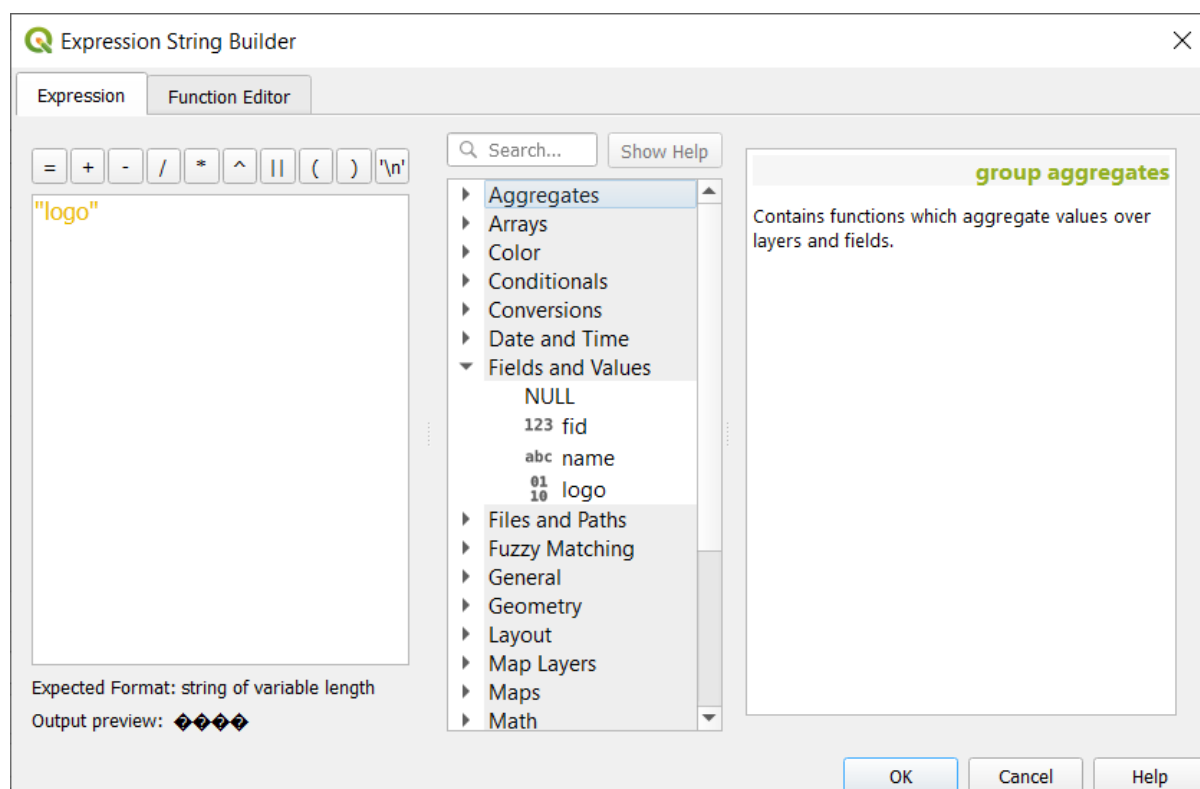 Expression String Builder
Expression
Function Editor
= + - / * ^ || ( ) '\n'
"logo"
Expected Format: string of variable length
Output preview: ����
Search...
Show Help
Aggregates
Arrays
Color
Conditionals
Conversions
Date and Time
Fields and Values
NULL
123 fid
abc name
01
10 logo
Files and Paths
Fuzzy Matching
General
Geometry
Layout
Map Layers
Maps
Math
group aggregates
Contains functions which aggregate values over
layers and fields.
OK
Cancel
Help